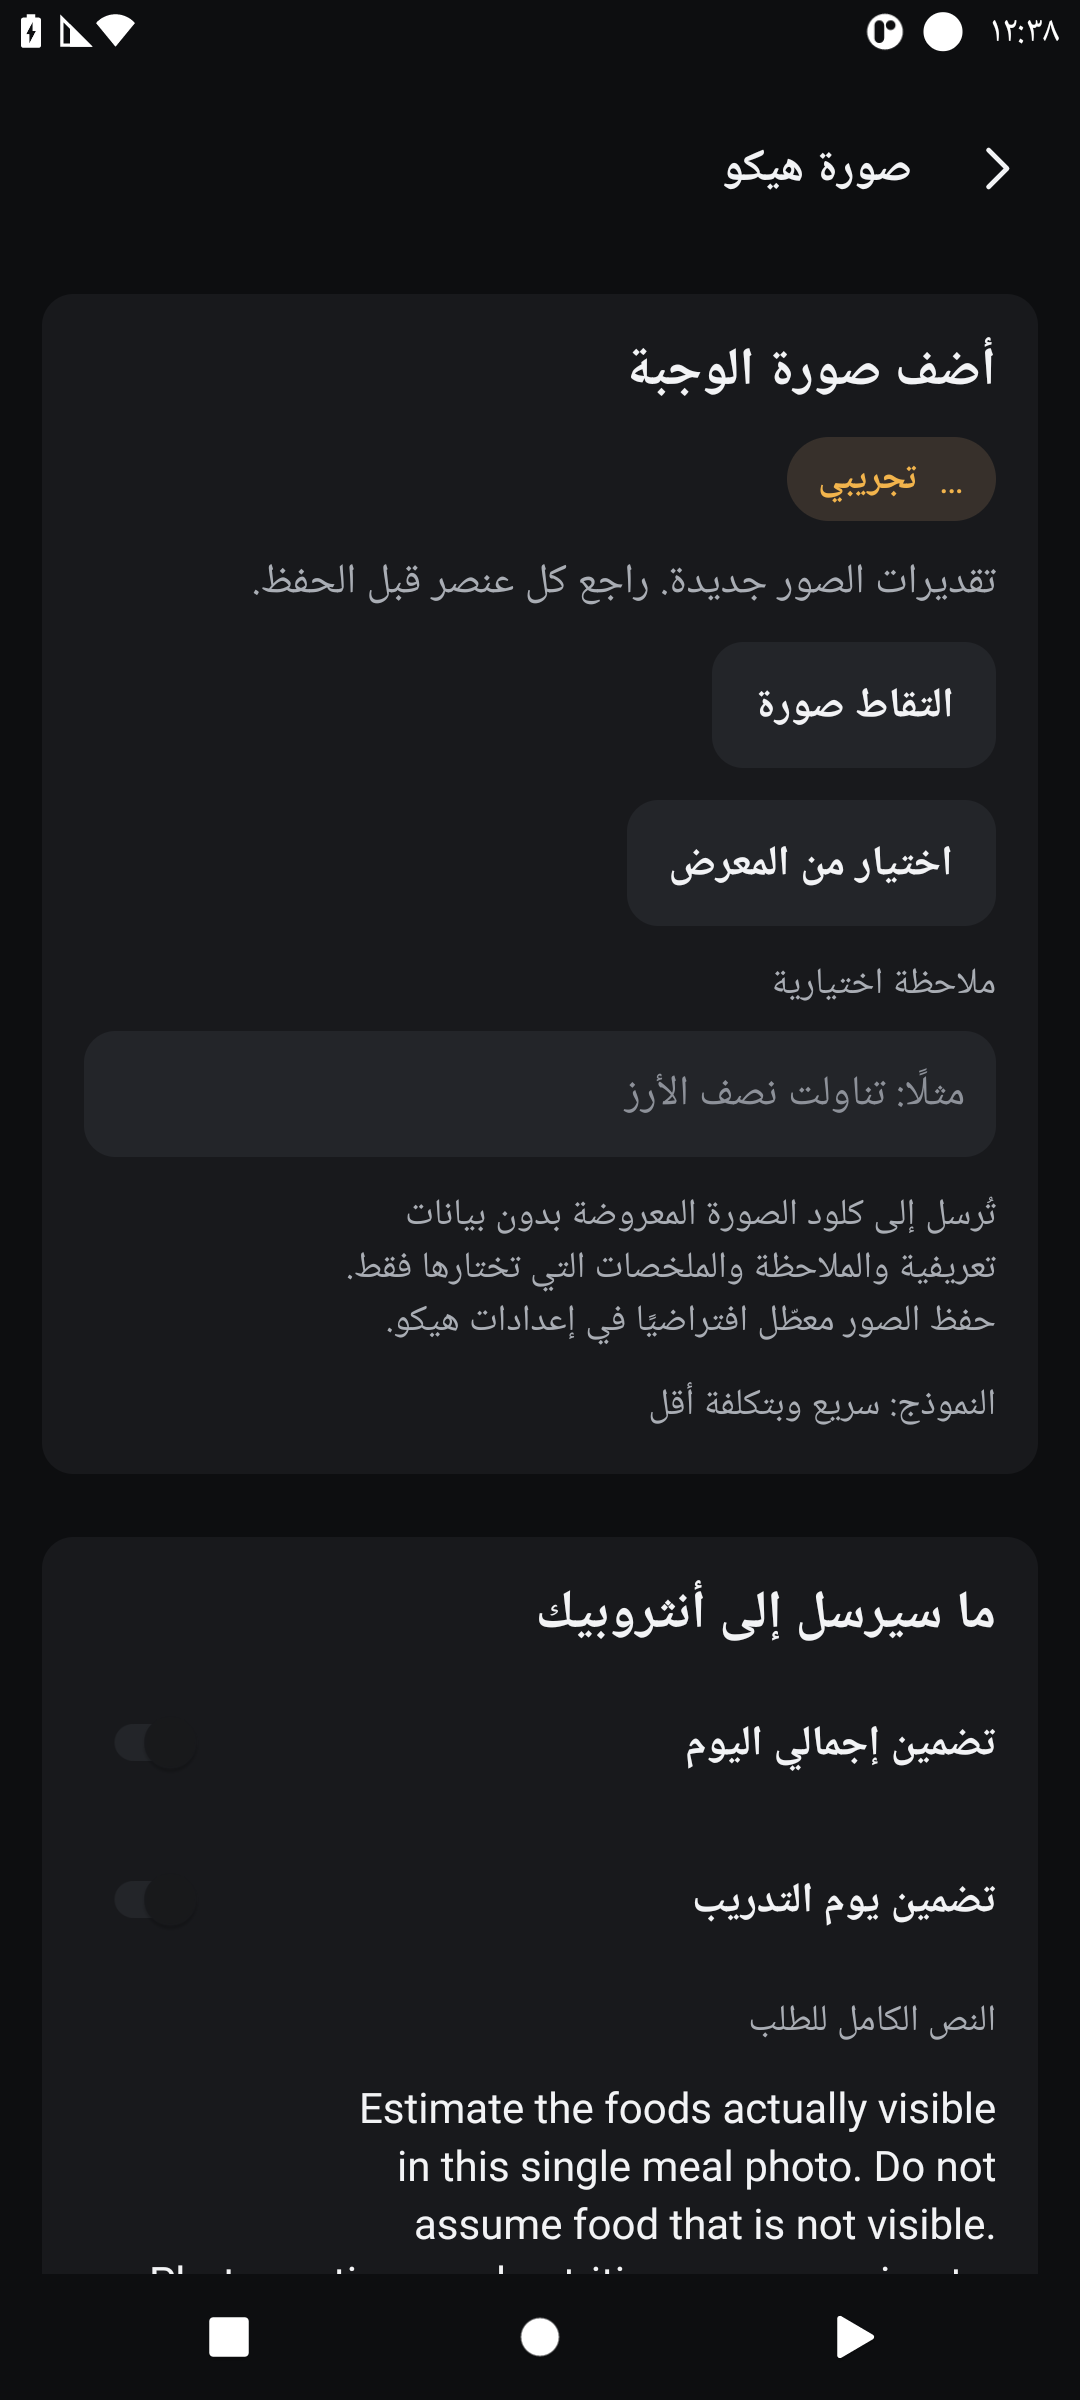 ١٢:٣٨
صورة هيكو
أضف صورة الوجبة
... تجريبي
تقديرات الصور جديدة. راجع كل عنصر قبل الحفظ.
التقاط صورة
اختيار من المعرض
ملاحظة اختيارية
مثلًا: تناولت نصف الأرز
تُرسل إلى كلود الصورة المعروضة بدون بيانات
تعريفية والملاحظة والملخصات التي تختارها فقط.
حفظ الصور معطّل افتراضيًا في إعدادات هيكو.
النموذج: سريع وبتكلفة أقل
ما سيرسل إلى أنثروبيك
تضمين إجمالي اليوم
تضمين يوم التدريب
النص الكامل للطلب
Estimate the foods actually visible
in this single meal photo. Do not
assume food that is not visible.